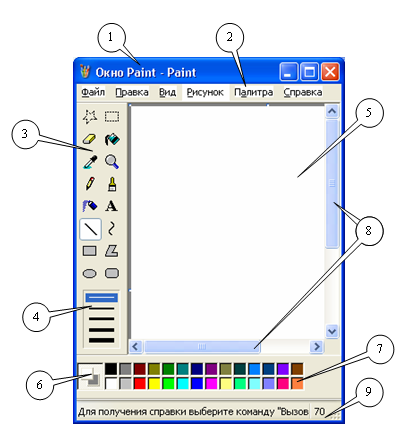 1
2
Окно Paint - Paint
Файл Правка Вид Рисунок Палитра Справка
3
5
A
8
4
7
6
9
Для получения справки выберите команду "Вызов 70